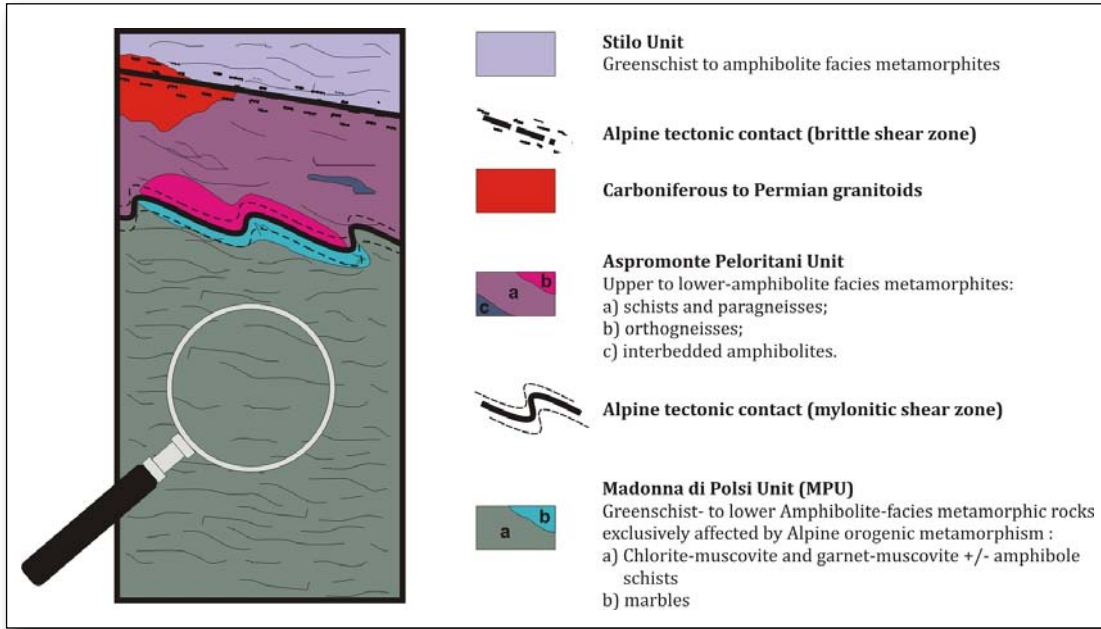 Stilo Unit
Greenschist to amphibolite facies metamorphites
Alpine tectonic contact (brittle shear zone)
Carboniferous to Permian granitoids
a
b
c
Aspromonte Peloritani Unit
Upper to lower-amphibolite facies metamorphites:
a) schists and paragneisses;
b) orthogneisses;
c) interbedded amphibolites.
Alpine tectonic contact (mylonitic shear zone)
a
b
Madonna di Polsi Unit (MPU)
Greenschist- to lower Amphibolite-facies metamorphic rocks
exclusively affected by Alpine orogenic metamorphism :
a) Chlorite-muscovite and garnet-muscovite +/- amphibole
schists
b) marbles